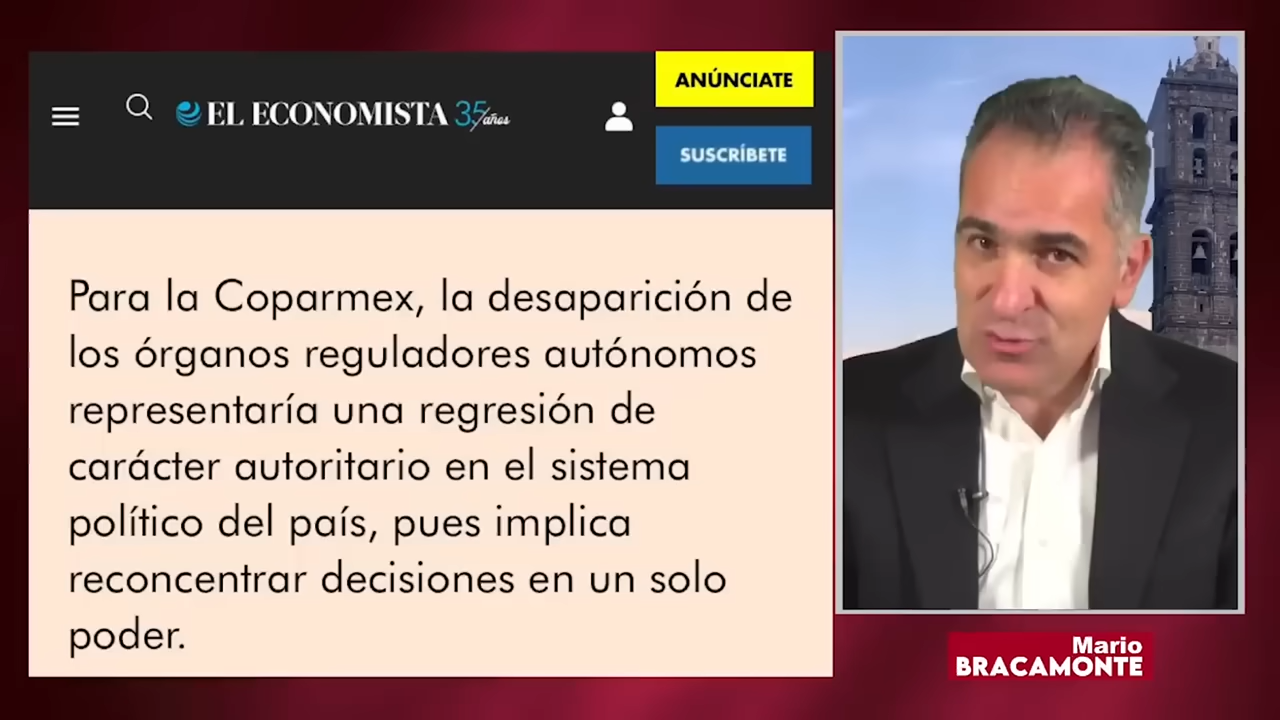 EL ECONOMISTA 35 años
ANÚNCIATE
SUSCRÍBETE
Para la Coparmex, la desaparición de
los órganos reguladores autónomos
representaría una regresión de
carácter autoritario en el sistema
político del país, pues implica
reconcentrar decisiones en un solo
poder.
Mario
BRACAMONTE